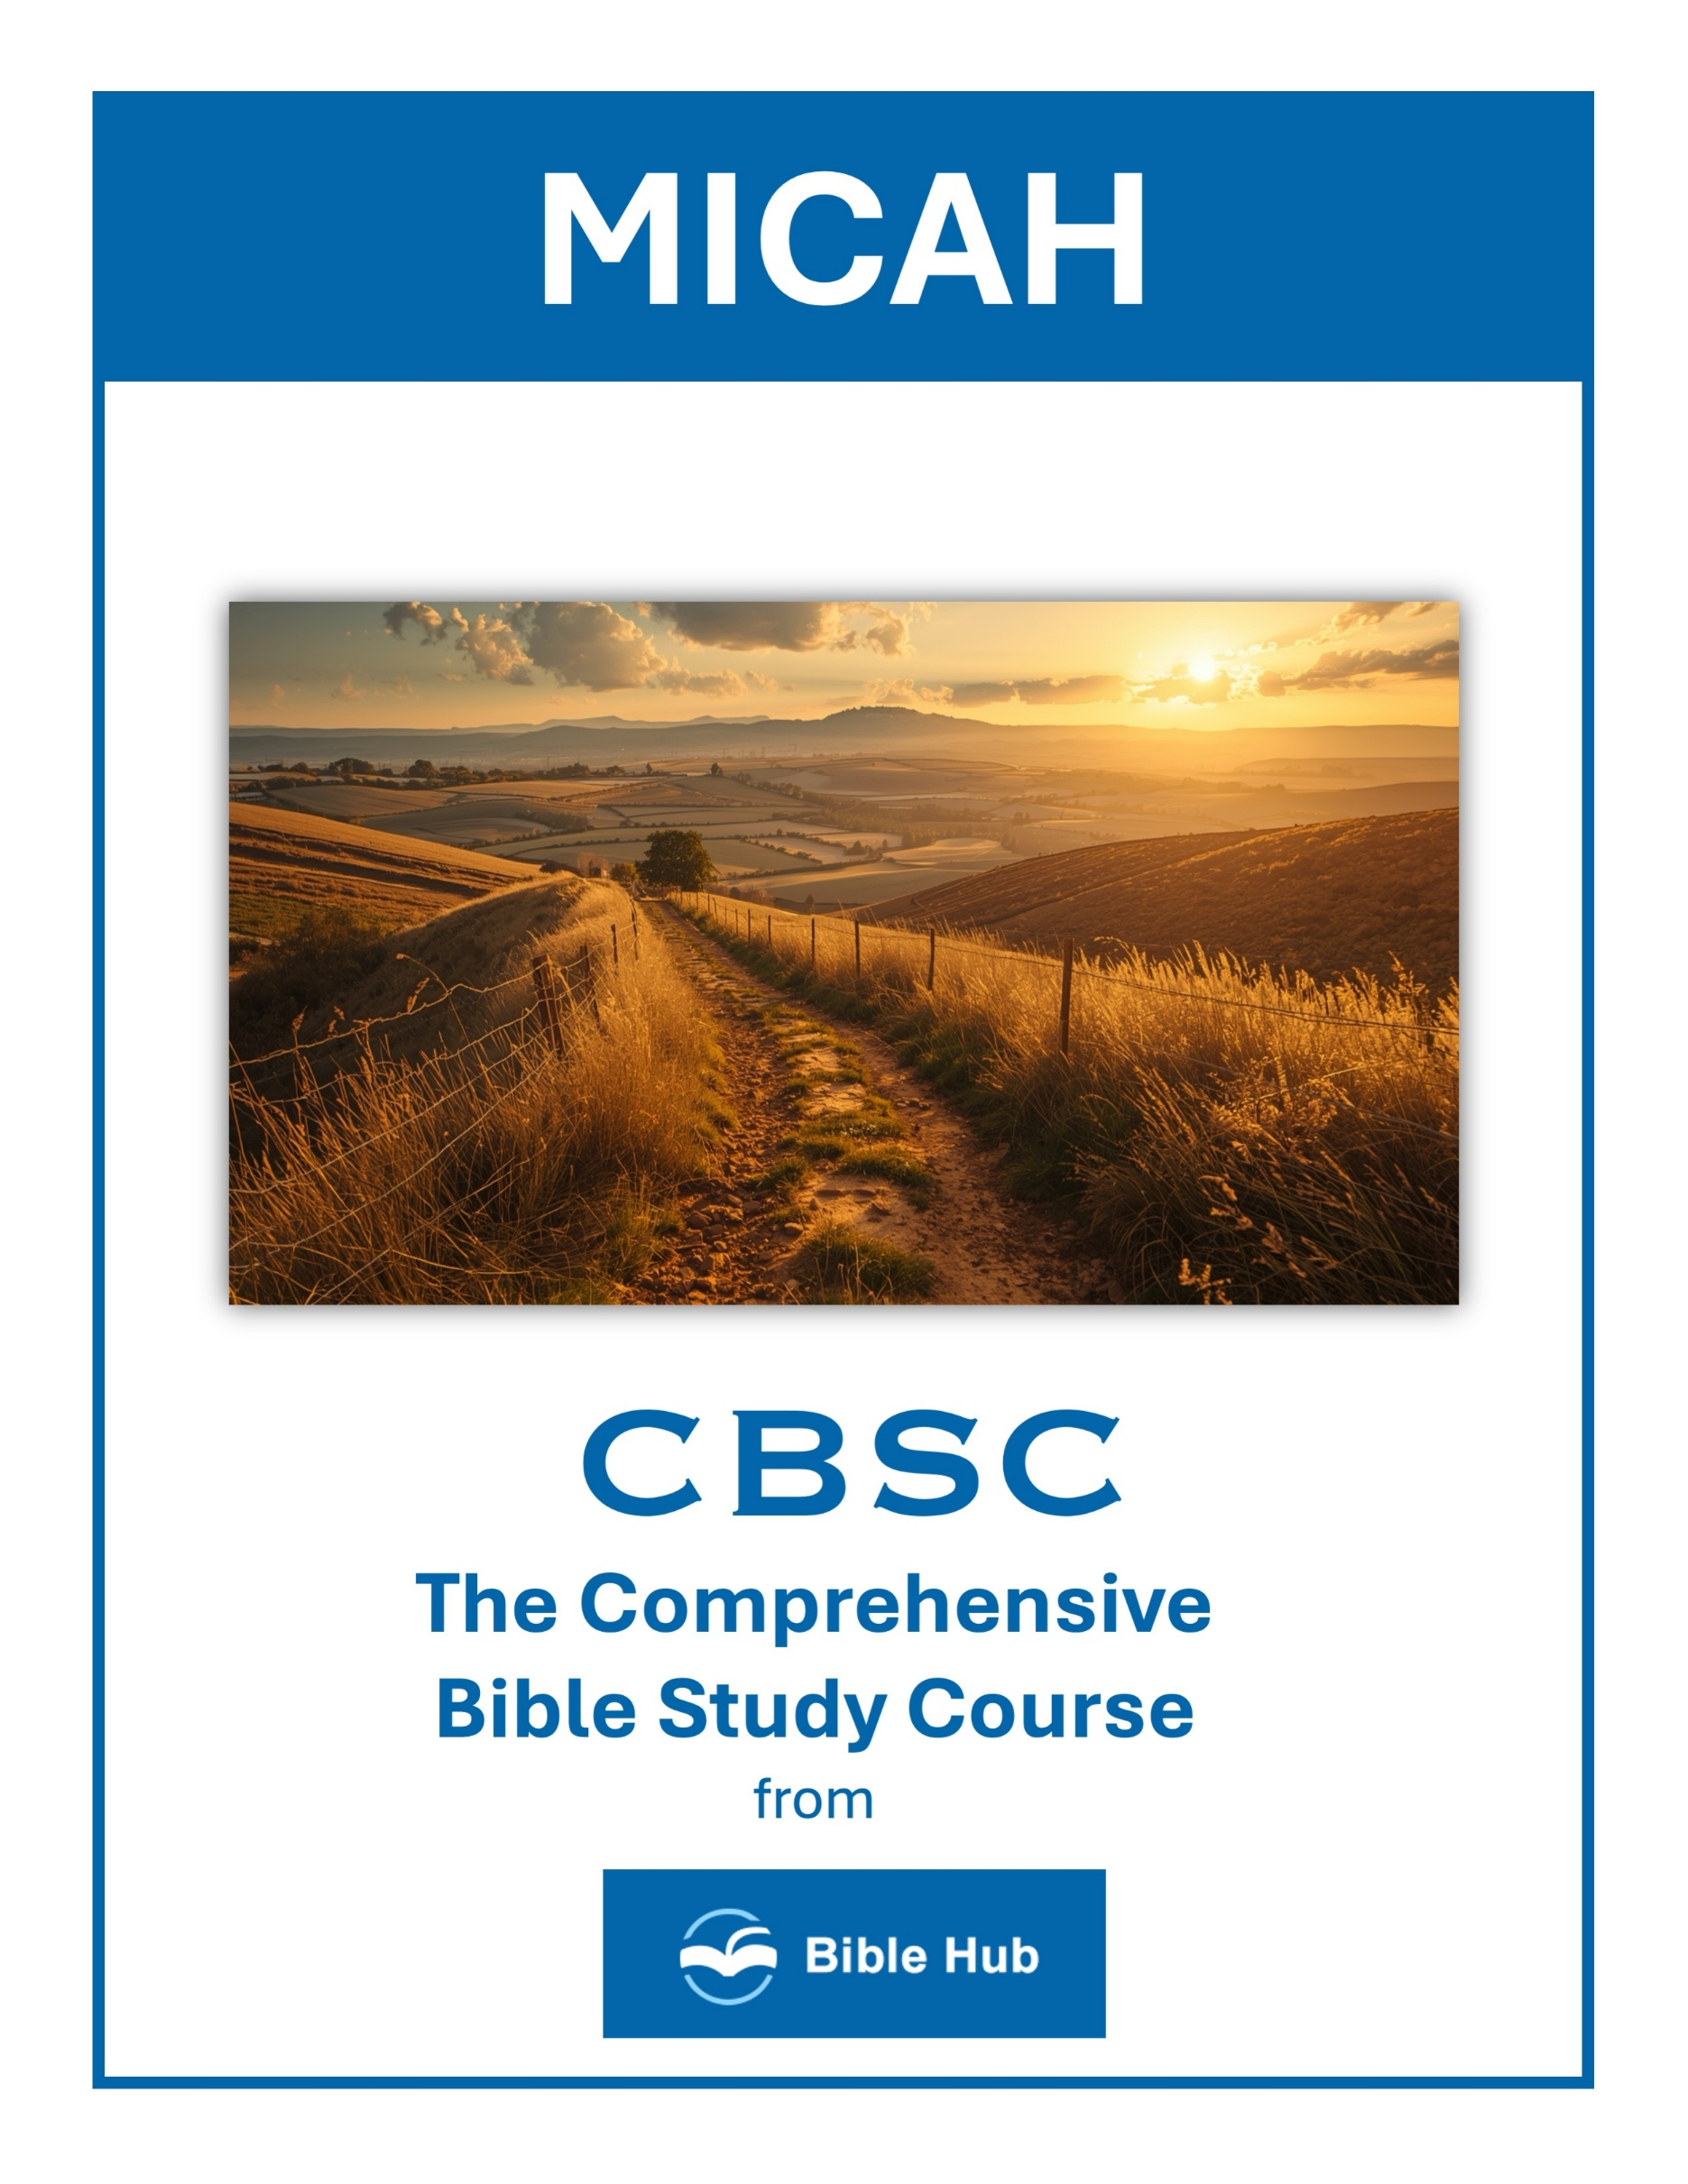 MICAH
CBSC
The Comprehensive
Bible Study Course
from
Bible Hub